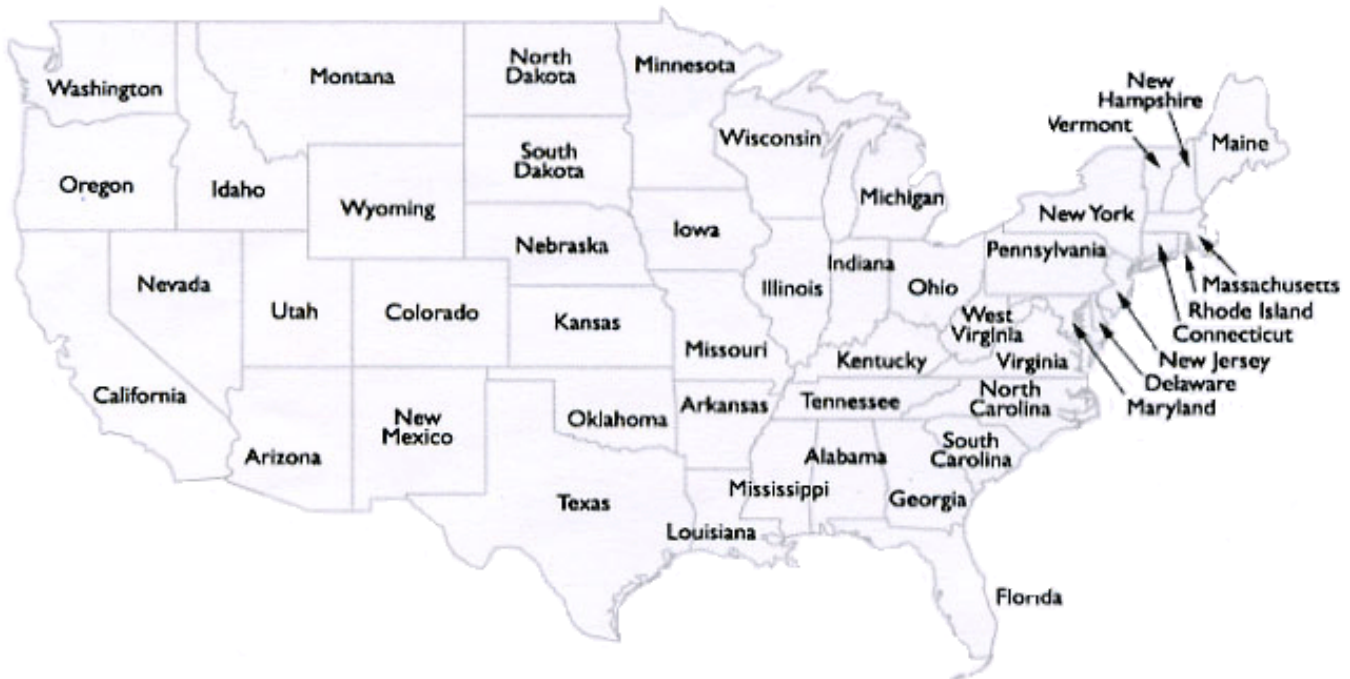 Washington
Montana
North
Dakota
Minnesota
New
Hampshire
Vermont
Maine
Wisconsin
South
Dakota
Oregon
Idaho
Wyoming
Michigan
New York
Iowa
Nebraska
Pennsylvania
Indiana
Nevada
Utah
Colorado
Illinois
Ohio
Massachusetts
Rhode Island
Connecticut
West
Virginia
Kansas
Missouri
Kentucky
Virginia
New Jersey
Delaware
Maryland
California
New
Mexico
Oklahoma
Arkansas
Tennessee
North
Carolina
Arizona
Alabama
South
Carolina
Texas
Mississippi
Georgia
Louisiana
Florida